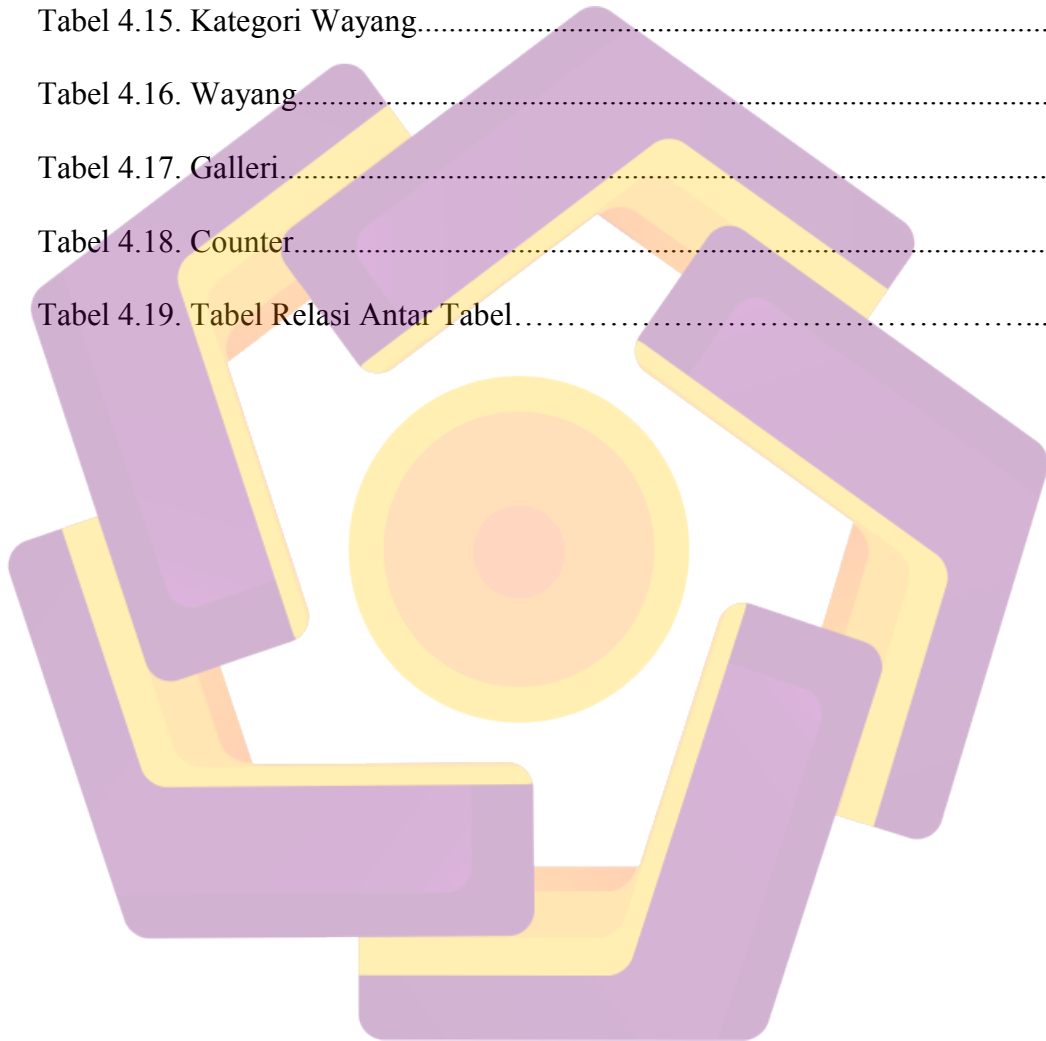 Tabel 4.15. Kategori Wayang................................................................................
Tabel 4.16. Wayang...............................................................................................
Tabel 4.17. Galleri.................................................................................................
Tabel 4.18. Counter...............................................................................................
Tabel 4.19. Tabel Relasi Antar Tabel……………………………………………...